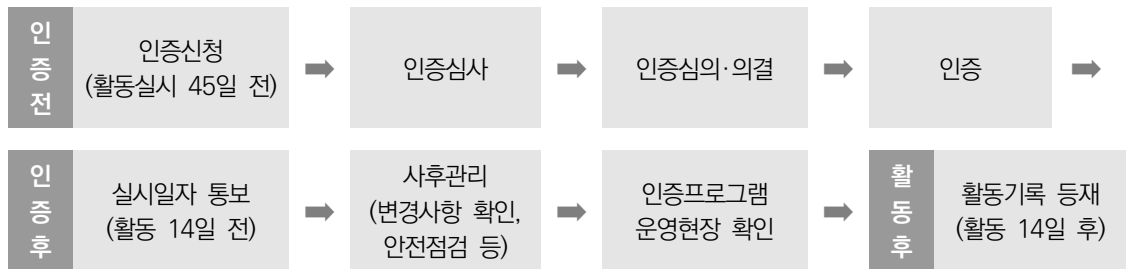 인증전
인증신청
(활동실시 45일 전)
➡
인증심사
➡
인증심의·의결
➡
인증
➡
인증후
실시일자 통보
(활동 14일 전)
➡
사후관리
(변경사항 확인,
안전점검 등)
➡
인증프로그램
운영현장 확인
➡
활동후
활동기록 등재
(활동 14일 후)